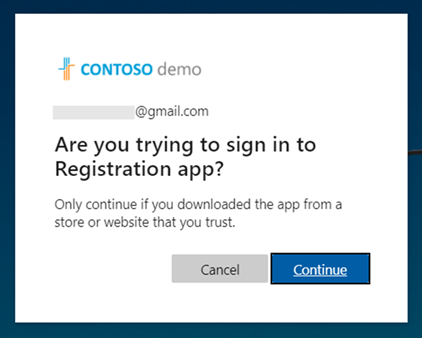 CONTOSO demo
@gmail.com
Are you trying to sign in to
Registration app?
Only continue if you downloaded the app from a
store or website that you trust.
Cancel
Continue